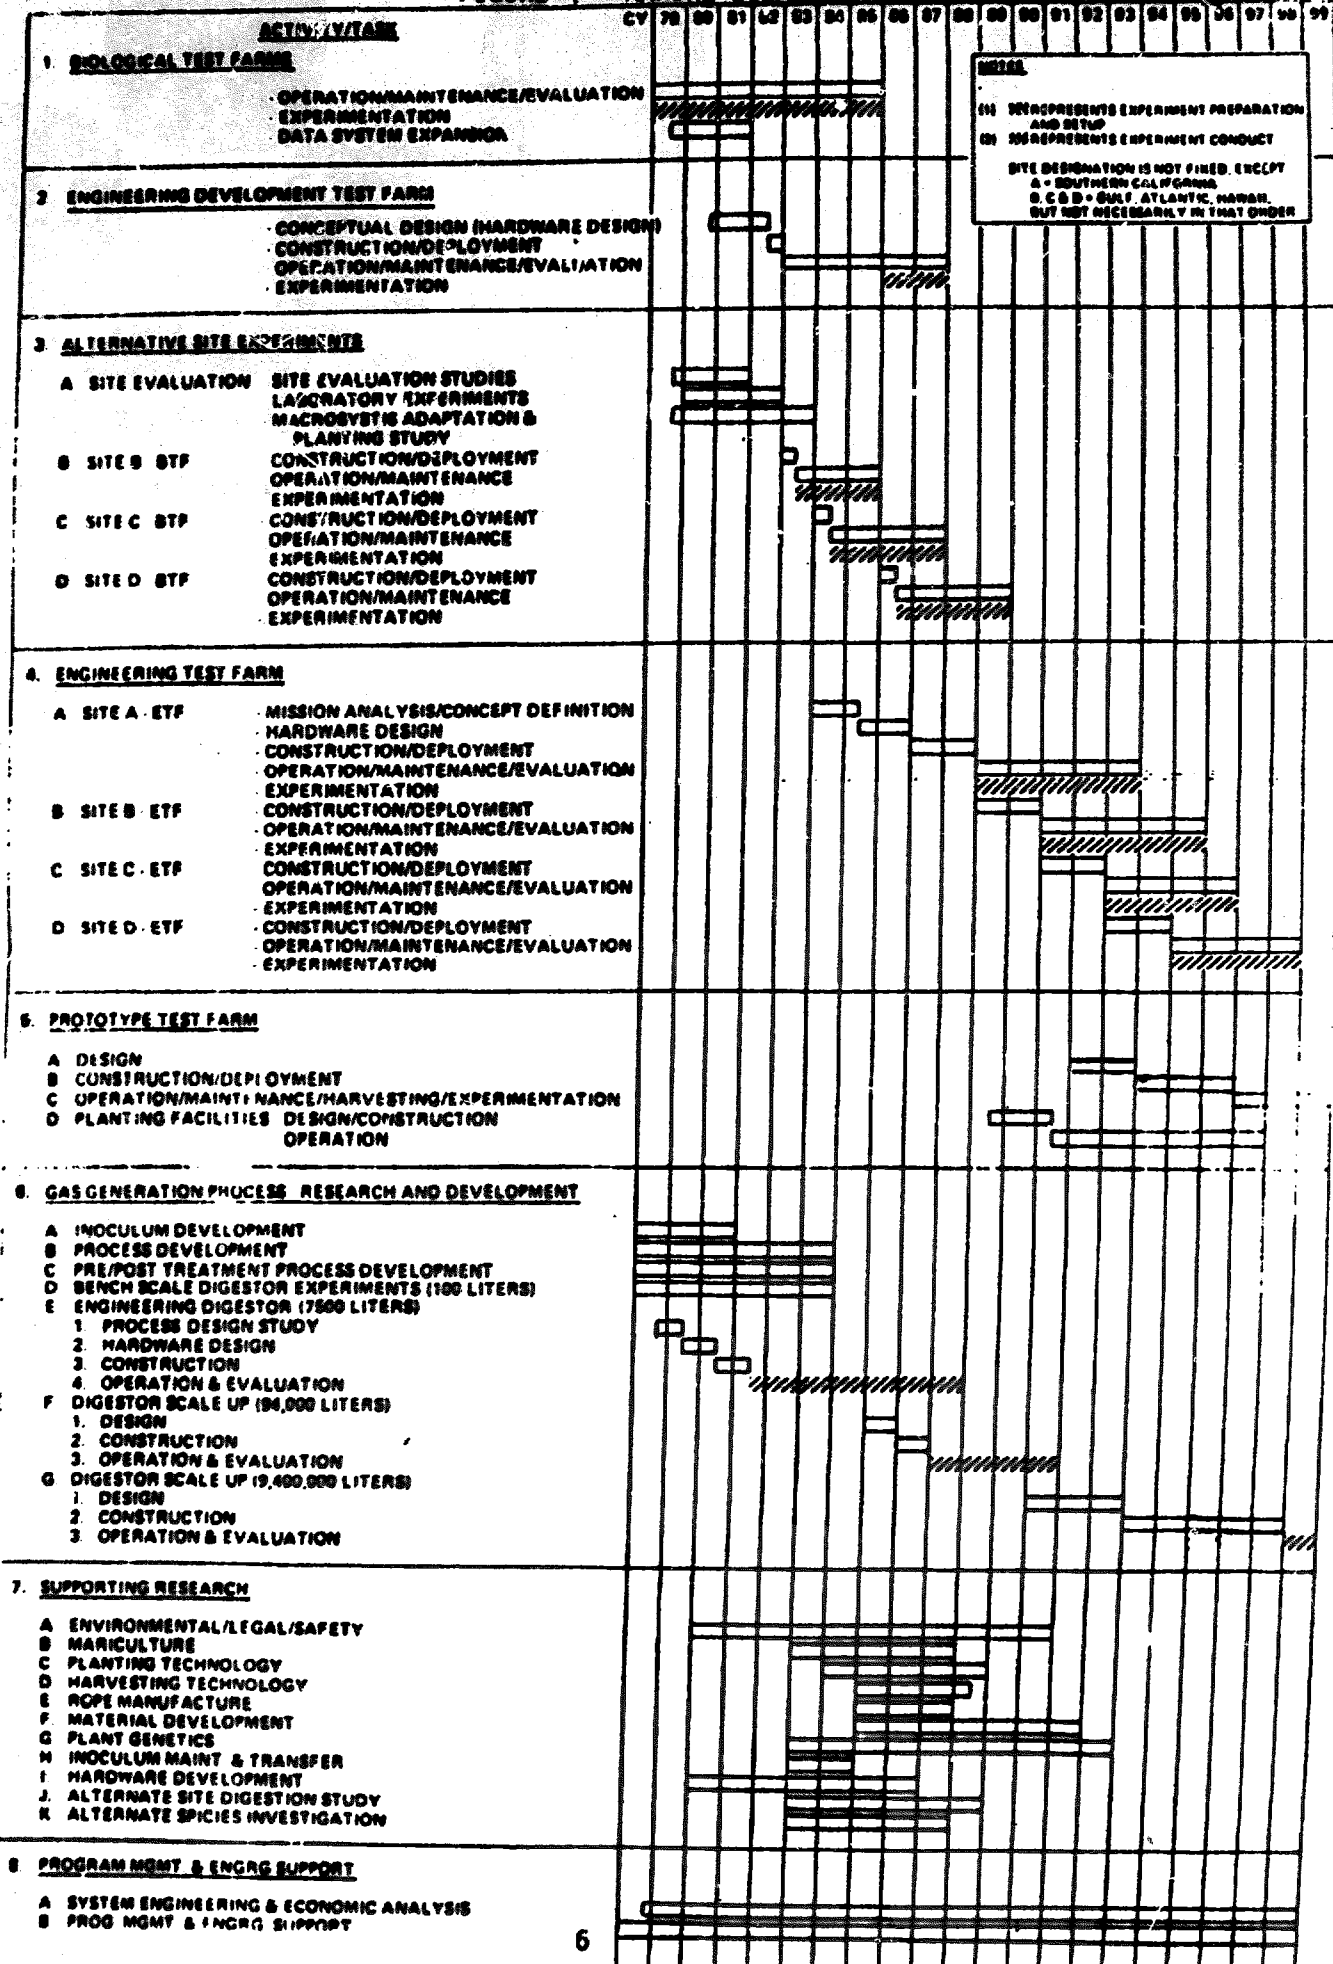 CY 79 80 81 82 83 84 85 86 87 88 89 90 91 92 93 94 95 96 97 98 99
ACTIVITY/TASK
1 BIOLOGICAL TEST FARMS
- OPERATION/MAINTENANCE/EVALUATION
- EXPERIMENTATION
DATA SYSTEM EXPANSION
NOTES
(1) REPRESENTS EXPERIMENT PREPARATION
AND SETUP
(2) REPRESENTS EXPERIMENT CONDUCT
SITE DESIGNATION IS NOT FIXED, EXCEPT
A = SOUTHERN CALIFORNIA
B, C & D = GULF, ATLANTIC, HAWAII,
BUT NOT NECESSARILY IN THAT ORDER
2 ENGINEERING DEVELOPMENT TEST FARM
- CONCEPTUAL DESIGN (HARDWARE DESIGN)
- CONSTRUCTION/DEPLOYMENT
OPERATION/MAINTENANCE/EVALUATION
- EXPERIMENTATION
3 ALTERNATIVE SITE EXPERIMENTS
A SITE EVALUATION SITE EVALUATION STUDIES
LABORATORY EXPERIMENTS
MACROSYSTIS ADAPTATION &
PLANTING STUDY
B SITE B BTF CONSTRUCTION/DEPLOYMENT
OPERATION/MAINTENANCE
EXPERIMENTATION
C SITE C BTF CONSTRUCTION/DEPLOYMENT
OPERATION/MAINTENANCE
EXPERIMENTATION
D SITE D BTF CONSTRUCTION/DEPLOYMENT
OPERATION/MAINTENANCE
- EXPERIMENTATION
4. ENGINEERING TEST FARM
A SITE A - ETF - MISSION ANALYSIS/CONCEPT DEFINITION
- HARDWARE DESIGN
- CONSTRUCTION/DEPLOYMENT
OPERATION/MAINTENANCE/EVALUATION
- EXPERIMENTATION
B SITE B - ETF - CONSTRUCTION/DEPLOYMENT
- OPERATION/MAINTENANCE/EVALUATION
- EXPERIMENTATION
C SITE C - ETF CONSTRUCTION/DEPLOYMENT
OPERATION/MAINTENANCE/EVALUATION
- EXPERIMENTATION
D SITE D - ETF - CONSTRUCTION/DEPLOYMENT
- OPERATION/MAINTENANCE/EVALUATION
- EXPERIMENTATION
5. PROTOTYPE TEST FARM
A DESIGN
B CONSTRUCTION/DEPLOYMENT
C OPERATION/MAINTENANCE/HARVESTING/EXPERIMENTATION
D PLANTING FACILITIES DESIGN/CONSTRUCTION
OPERATION
6. GAS GENERATION PROCESS RESEARCH AND DEVELOPMENT
A INOCULUM DEVELOPMENT
B PROCESS DEVELOPMENT
C PRE/POST TREATMENT PROCESS DEVELOPMENT
D BENCH SCALE DIGESTOR EXPERIMENTS (100 LITERS)
E ENGINEERING DIGESTOR (7500 LITERS)
1. PROCESS DESIGN STUDY
2. HARDWARE DESIGN
3. CONSTRUCTION
4. OPERATION & EVALUATION
F DIGESTOR SCALE UP (94,000 LITERS)
1. DESIGN
2. CONSTRUCTION
3. OPERATION & EVALUATION
G DIGESTOR SCALE UP (9,400,000 LITERS)
1. DESIGN
2. CONSTRUCTION
3. OPERATION & EVALUATION
7. SUPPORTING RESEARCH
A ENVIRONMENTAL/LEGAL/SAFETY
B MARICULTURE
C PLANTING TECHNOLOGY
D HARVESTING TECHNOLOGY
E ROPE MANUFACTURE
F. MATERIAL DEVELOPMENT
G PLANT GENETICS
H INOCULUM MAINT & TRANSFER
I HARDWARE DEVELOPMENT
J. ALTERNATE SITE DIGESTION STUDY
K ALTERNATE SPICIES INVESTIGATION
8 PROGRAM MGMT & ENGRG SUPPORT
A SYSTEM ENGINEERING & ECONOMIC ANALYSIS
B PROG MGMT & ENGRG SUPPORT
6